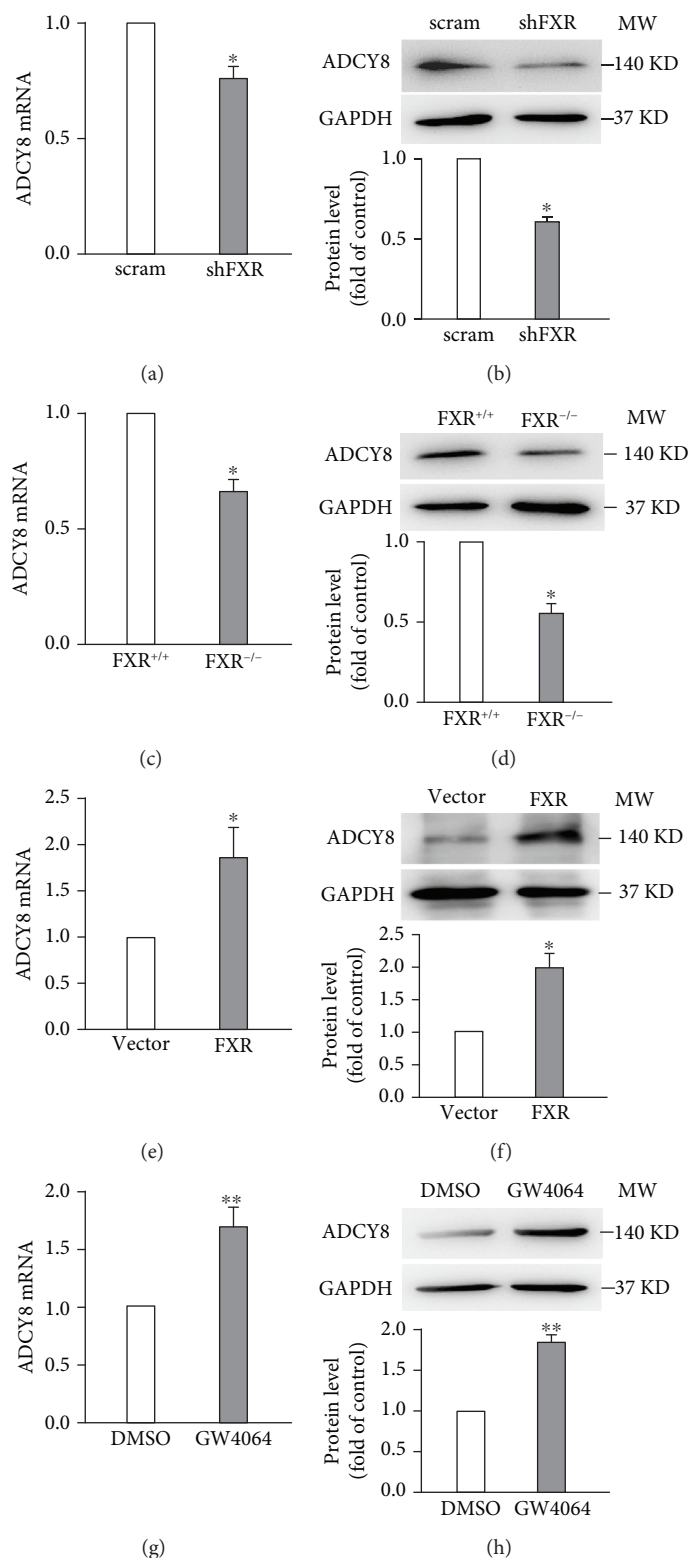 1.0
*
ADCY8 mRNA
0.5
0.0
scram shFXR
(a)
scram shFXR MW
ADCY8 140 KD
GAPDH 37 KD
1.0
*
Protein level
(fold of control)
0.5
0.0
scram shFXR
(b)
1.0
*
ADCY8 mRNA
0.5
0.0
FXR+/+ FXR−/−
(c)
FXR+/+ FXR−/− MW
ADCY8 140 KD
GAPDH 37 KD
1.0
*
Protein level
(fold of control)
0.5
0.0
FXR+/+ FXR−/−
(d)
2.5
*
2.0
ADCY8 mRNA
1.5
1.0
0.5
0.0
Vector FXR
(e)
Vector FXR MW
ADCY8 140 KD
GAPDH 37 KD
2.5
*
2.0
Protein level
(fold of control)
1.0
0.5
0.0
Vector FXR
(f)
2.0
**
ADCY8 mRNA
1.5
1.0
0.5
0.0
DMSO GW4064
(g)
DMSO GW4064 MW
ADCY8 140 KD
GAPDH 37 KD
2.0
**
Protein level
(fold of control)
1.5
1.0
0.5
0.0
DMSO GW4064
(h)